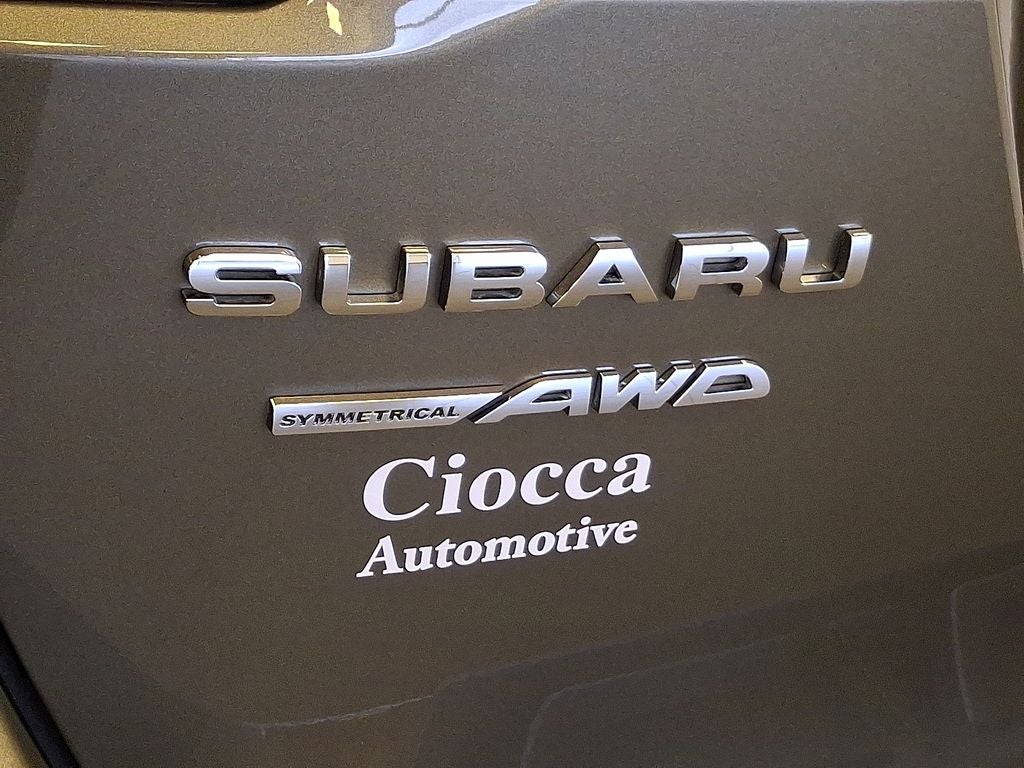 SUBARU
SYMMETRICAL AWD
Ciocca
Automotive